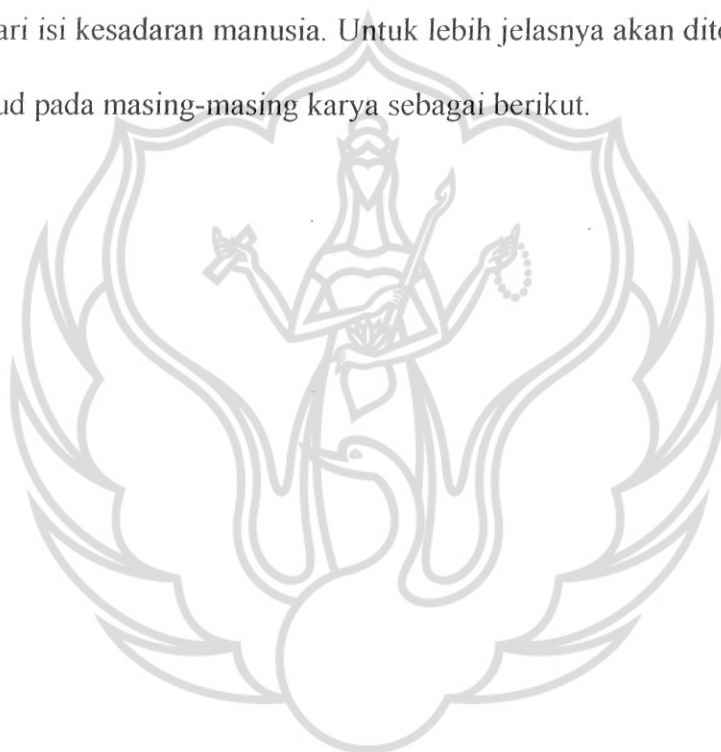 ari isi kesadaran manusia. Untuk lebih jelasnya akan dit
ud pada masing-masing karya sebagai berikut.